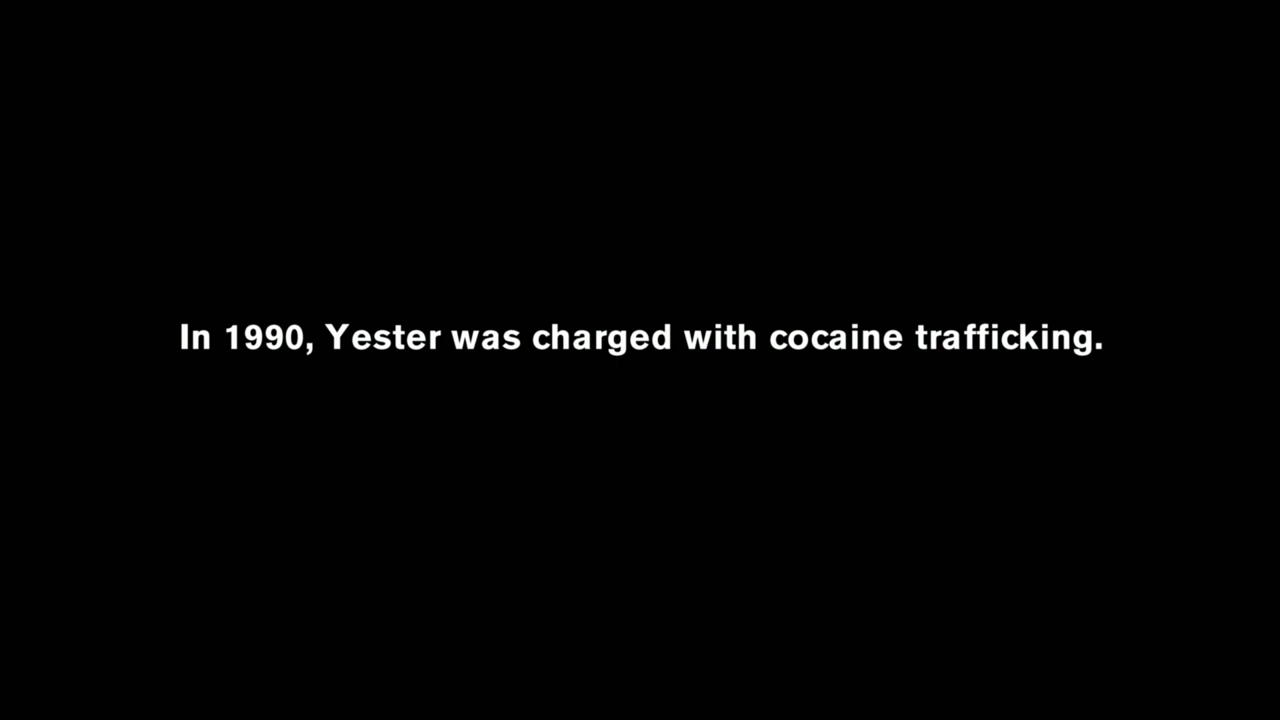 In 1990, Yester was charged with cocaine trafficking.